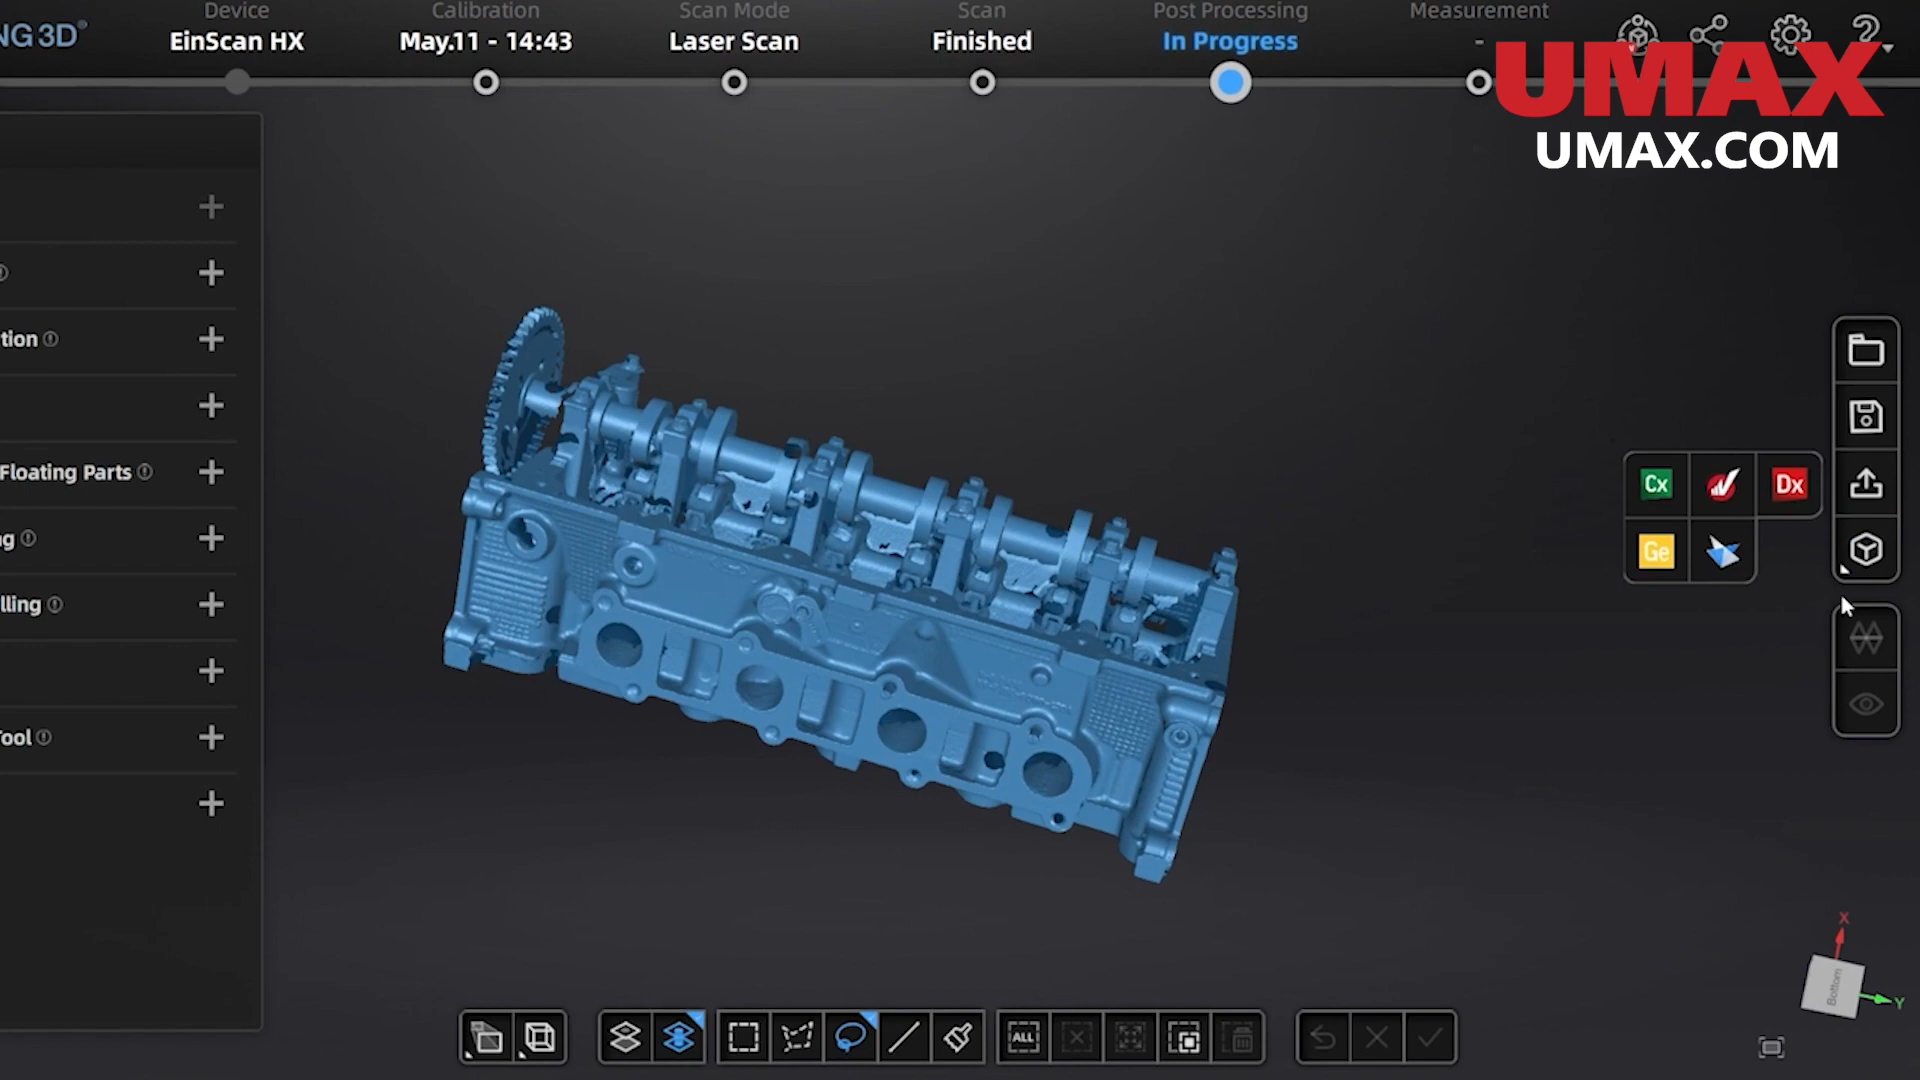 NG 3D®
Device
EinScan HX
Calibration
May.11 - 14:43
Scan Mode
Laser Scan
Scan
Finished
Post Processing
In Progress
Measurement
-
UMAX
UMAX.COM
tion
Floating Parts
ng
lling
Tool
Cx
Dx
Ge
ALL
X
Bottom
Y